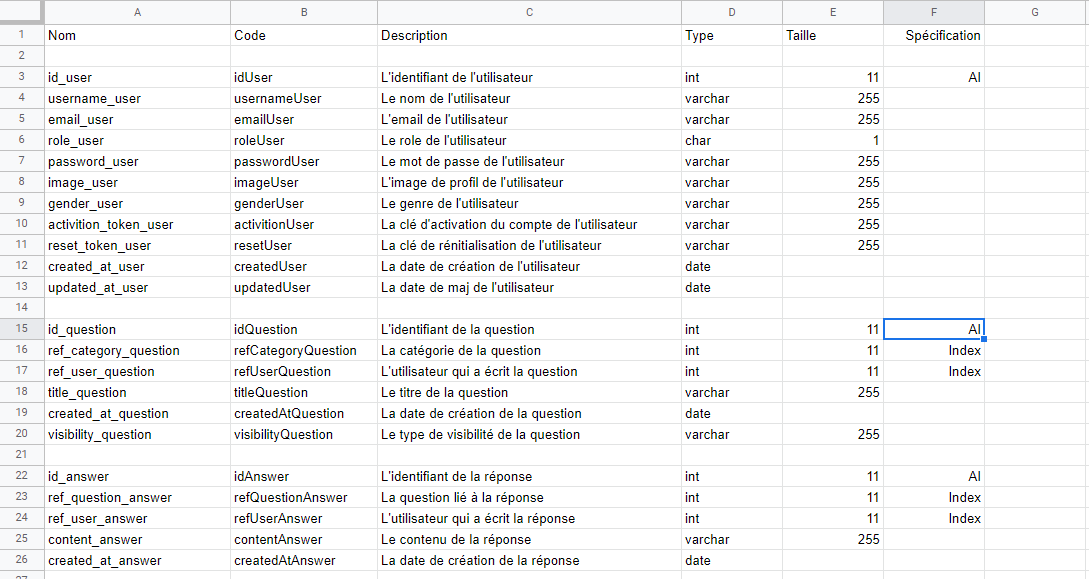 A B C D E F G
1 Nom Code Description Type Taille Spécification
2
3 id_user idUser L'identifiant de l'utilisateur int 11 AI
4 username_user usernameUser Le nom de l'utilisateur varchar 255
5 email_user emailUser L'email de l'utilisateur varchar 255
6 role_user roleUser Le role de l'utilisateur char 1
7 password_user passwordUser Le mot de passe de l'utilisateur varchar 255
8 image_user imageUser L'image de profil de l'utilisateur varchar 255
9 gender_user genderUser Le genre de l'utilisateur varchar 255
10 activition_token_user activitionUser La clé d'activation du compte de l'utilisateur varchar 255
11 reset_token_user resetUser La clé de rénitialisation de l'utilisateur varchar 255
12 created_at_user createdUser La date de création de l'utilisateur date
13 updated_at_user updatedUser La date de maj de l'utilisateur date
14
15 id_question idQuestion L'identifiant de la question int 11 AI
16 ref_category_question refCategoryQuestion La catégorie de la question int 11 Index
17 ref_user_question refUserQuestion L'utilisateur qui a écrit la question int 11 Index
18 title_question titleQuestion Le titre de la question varchar 255
19 created_at_question createdAtQuestion La date de création de la question date
20 visibility_question visibilityQuestion Le type de visibilité de la question varchar 255
21
22 id_answer idAnswer L'identifiant de la réponse int 11 AI
23 ref_question_answer refQuestionAnswer La question lié à la réponse int 11 Index
24 ref_user_answer refUserAnswer L'utilisateur qui a écrit la réponse int 11 Index
25 content_answer contentAnswer Le contenu de la réponse varchar 255
26 created_at_answer createdAtAnswer La date de création de la réponse date